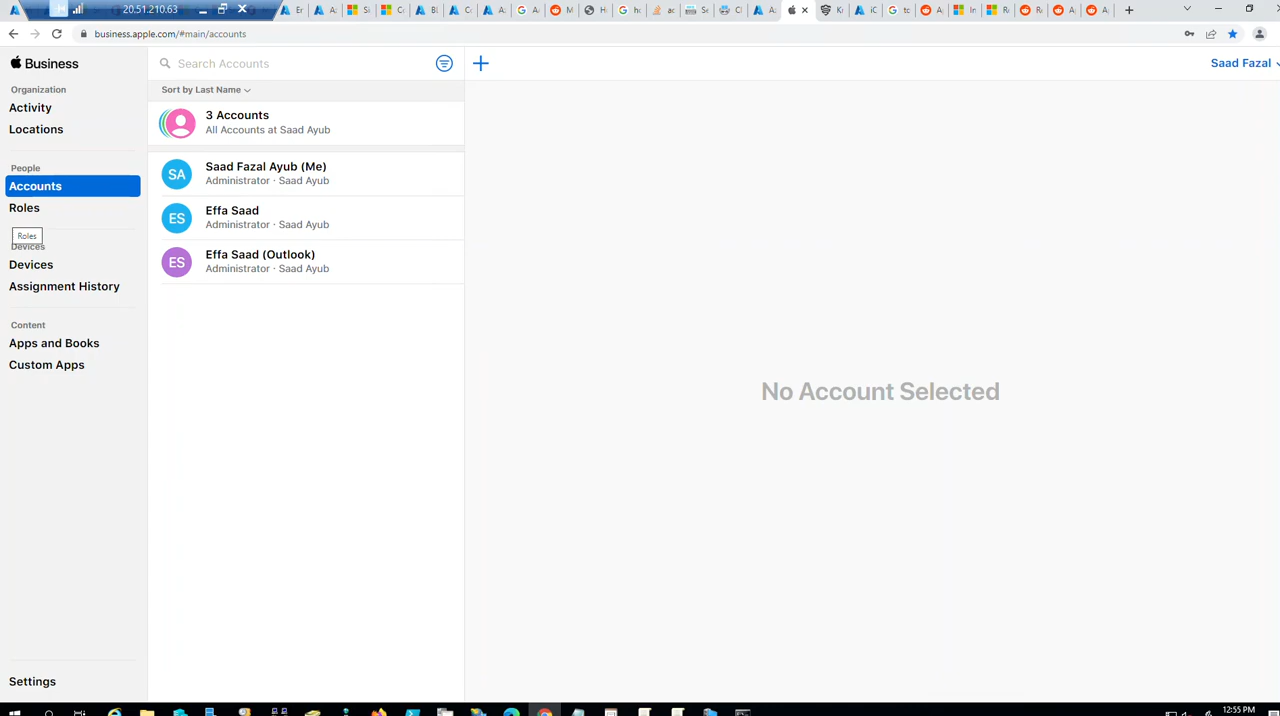 20.51.210.63
business.apple.com/#main/accounts
Business
Search Accounts
Saad Fazal
Organization
Sort by Last Name
Activity
3 Accounts
Locations
All Accounts at Saad Ayub
People
SA
Saad Fazal Ayub (Me)
Accounts
Administrator · Saad Ayub
Roles
ES
Effa Saad
Administrator · Saad Ayub
Roles
Devices
ES
Effa Saad (Outlook)
Devices
Administrator · Saad Ayub
Assignment History
Content
Apps and Books
Custom Apps
No Account Selected
Settings
12:55 PM